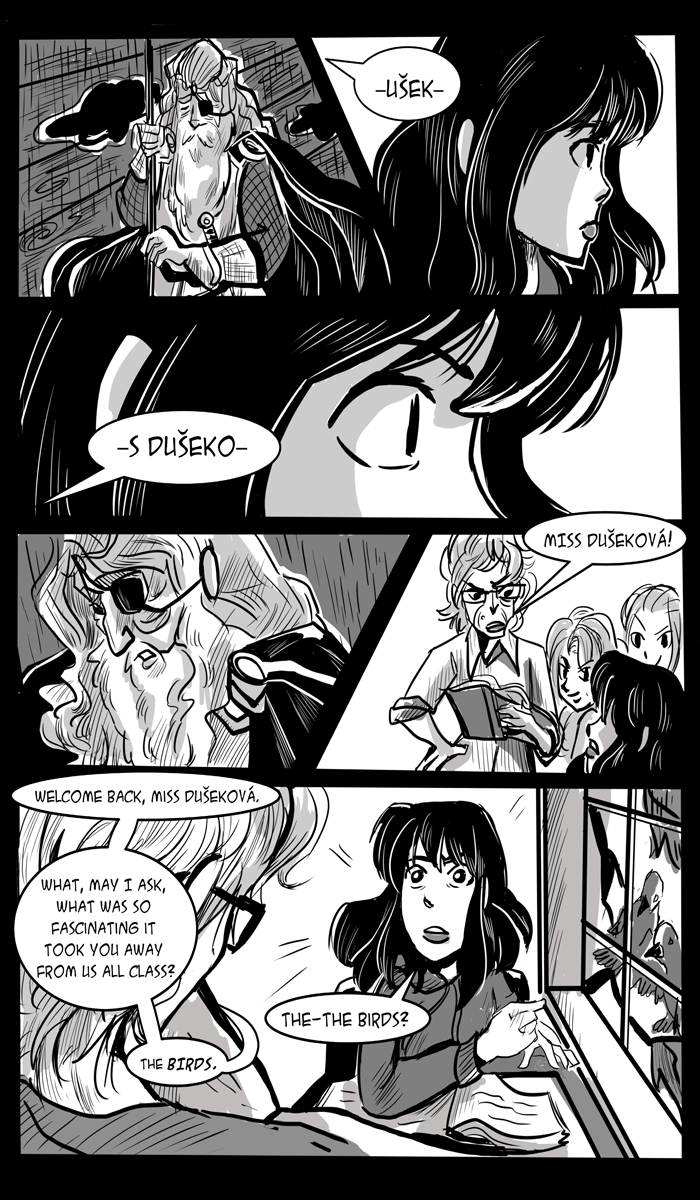 -UŠEK-
-S DUŠEKO-
MISS DUŠEKOVÁ!
WELCOME BACK, MISS DUŠEKOVÁ.
WHAT, MAY I ASK,
WHAT WAS SO
FASCINATING IT
TOOK YOU AWAY
FROM US ALL CLASS?
THE-THE BIRDS?
THE BIRDS.